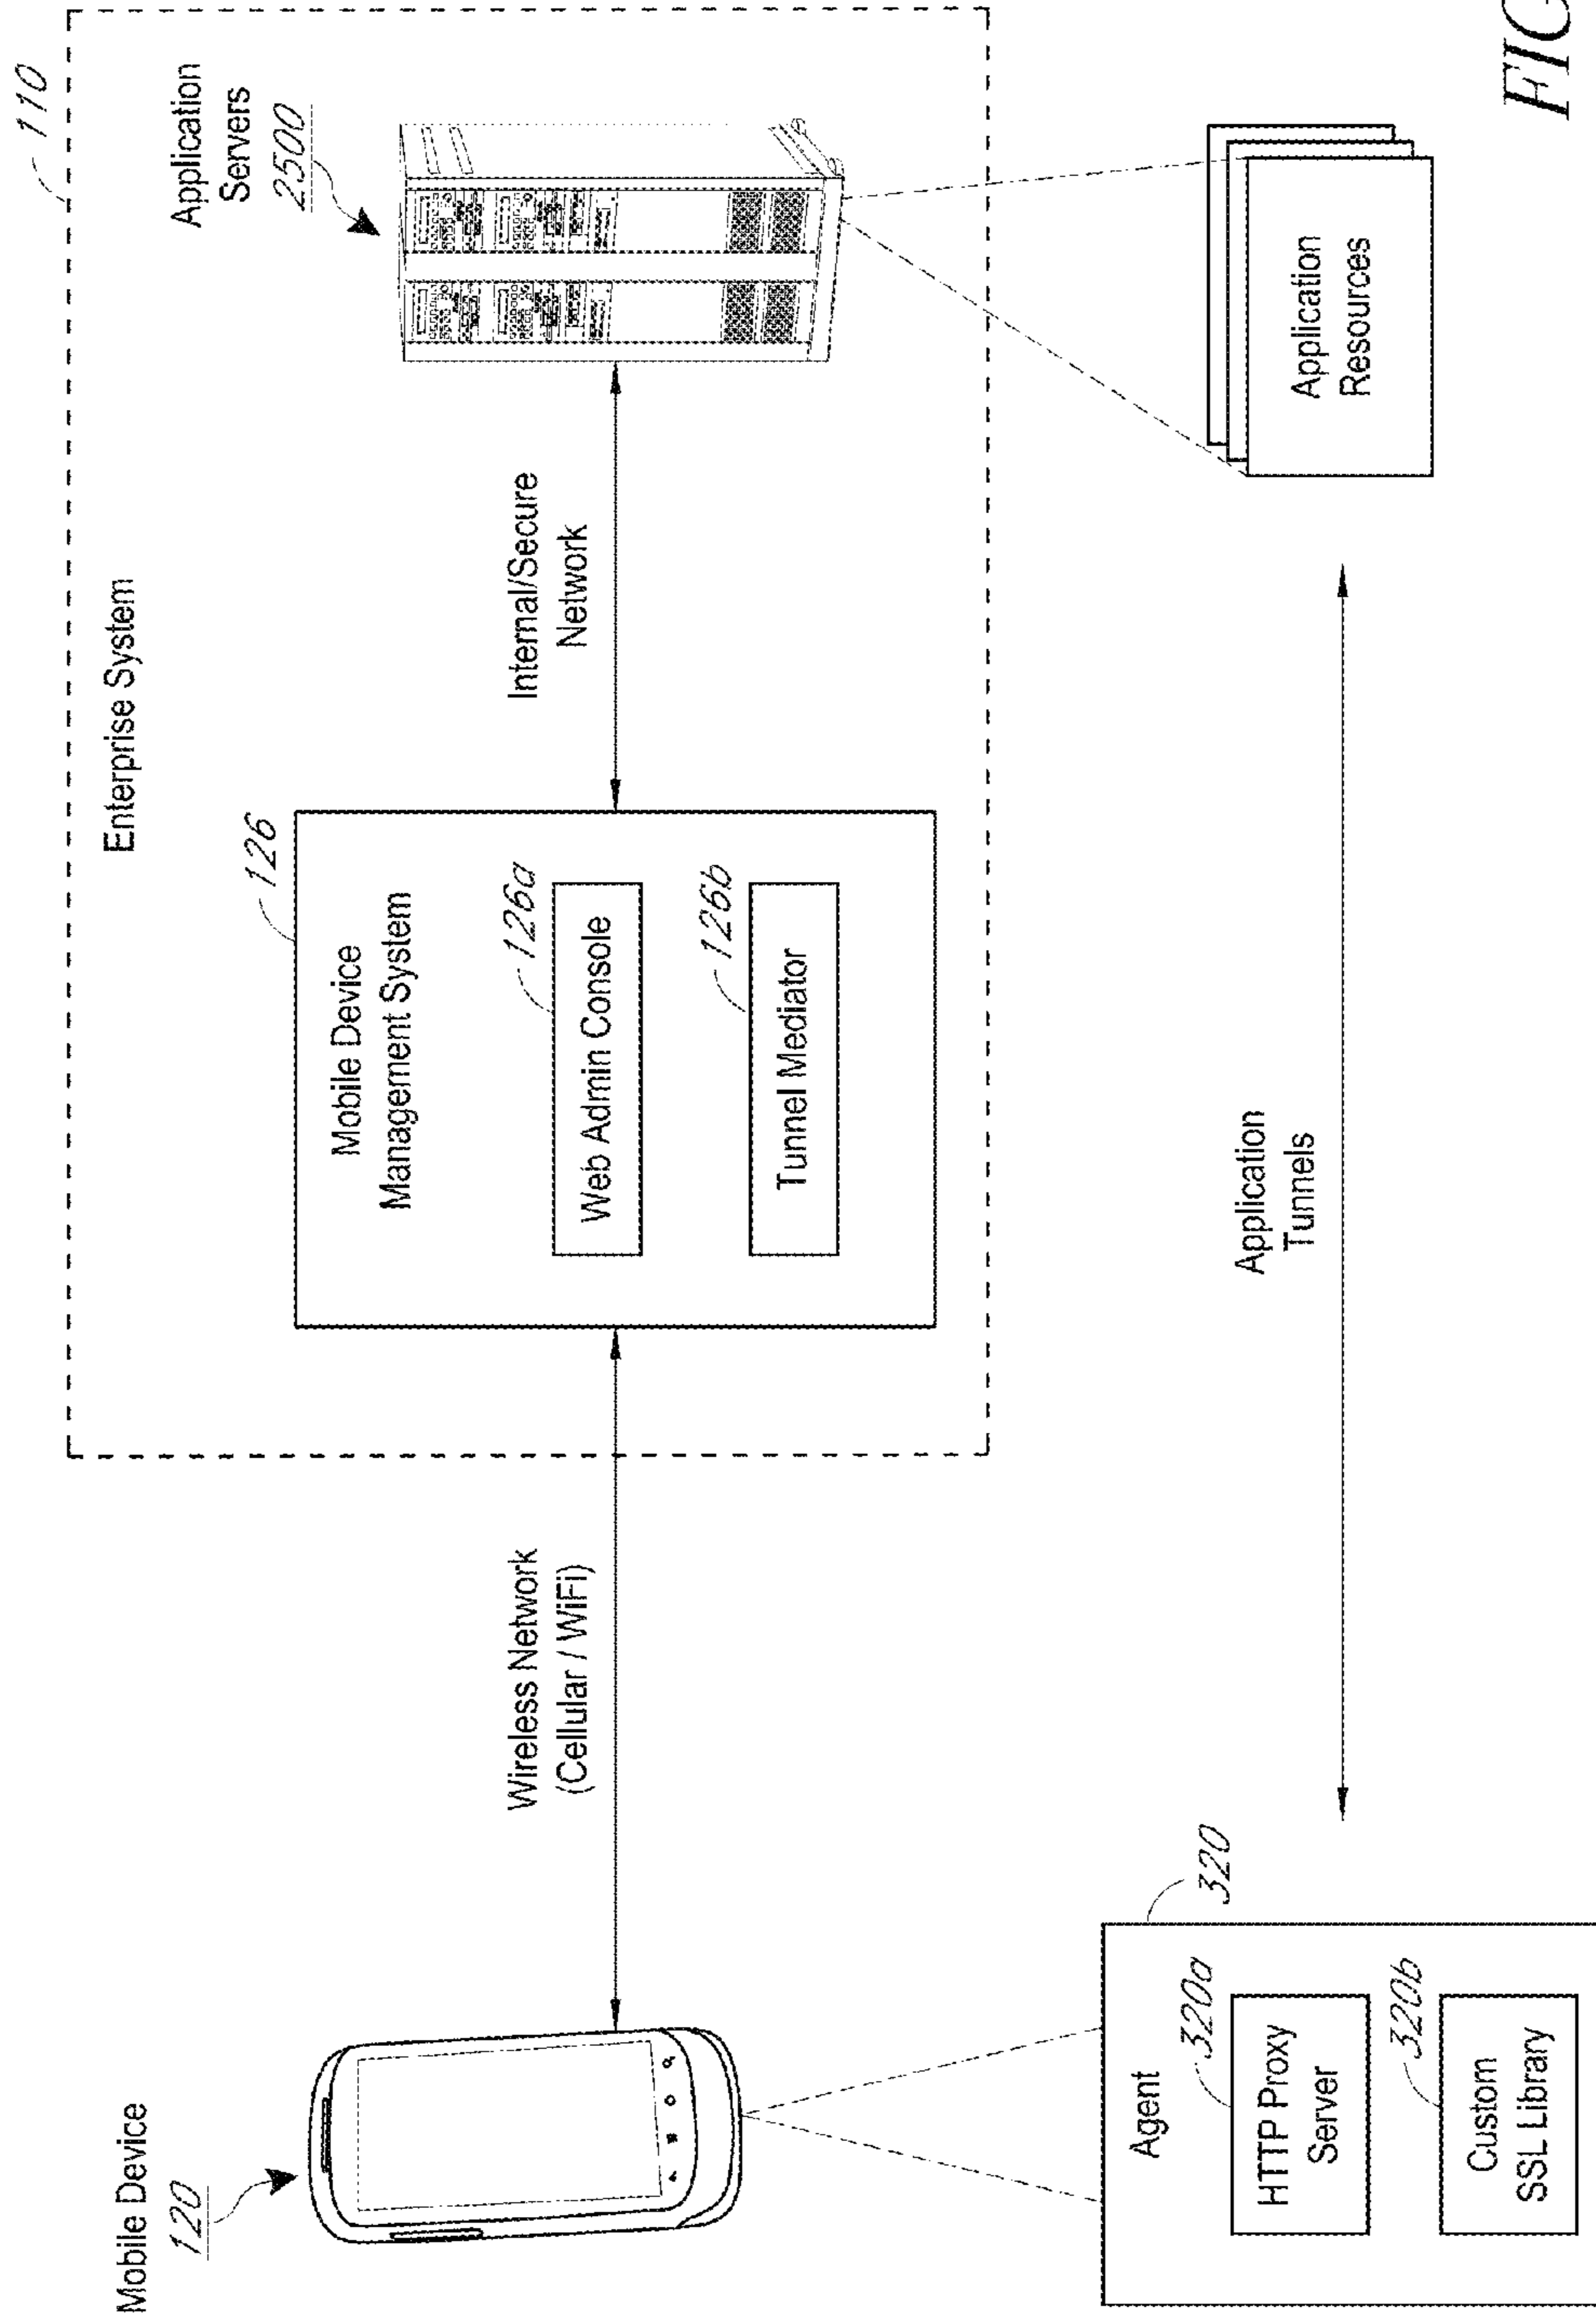 110
Enterprise System
Application
Servers
2500
Mobile Device
120
126
Mobile Device
Management System
126a
Web Admin Console
126b
Tunnel Mediator
Wireless Network
(Cellular / WiFi)
Internal/Secure
Network
Agent
320
320a
HTTP Proxy
Server
320b
Custom
SSL Library
Application
Tunnels
Application
Resources
FIG